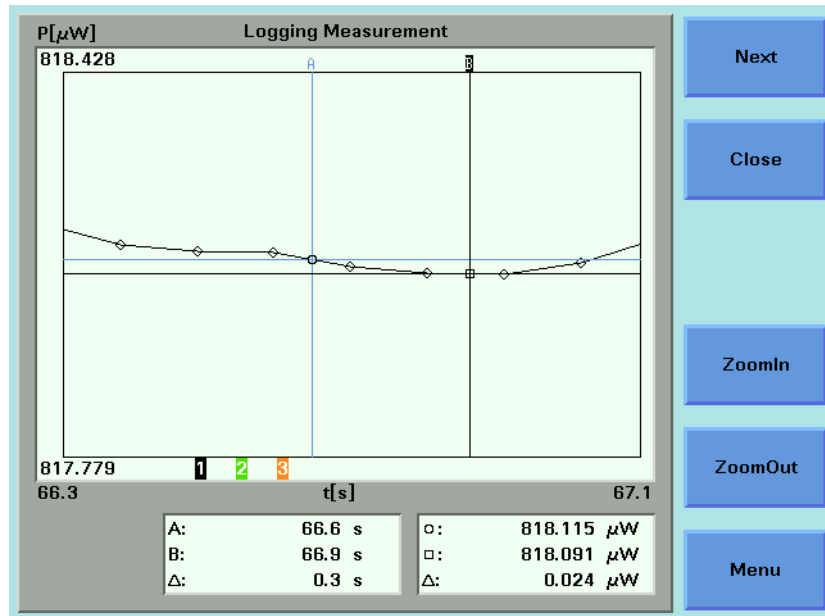 P[μW] Logging Measurement
818.428
A B
817.779 1 2 3
66.3 t[s] 67.1
A: 66.6 s
B: 66.9 s
Δ: 0.3 s
○: 818.115 μW
□: 818.091 μW
Δ: 0.024 μW
Next
Close
ZoomIn
ZoomOut
Menu